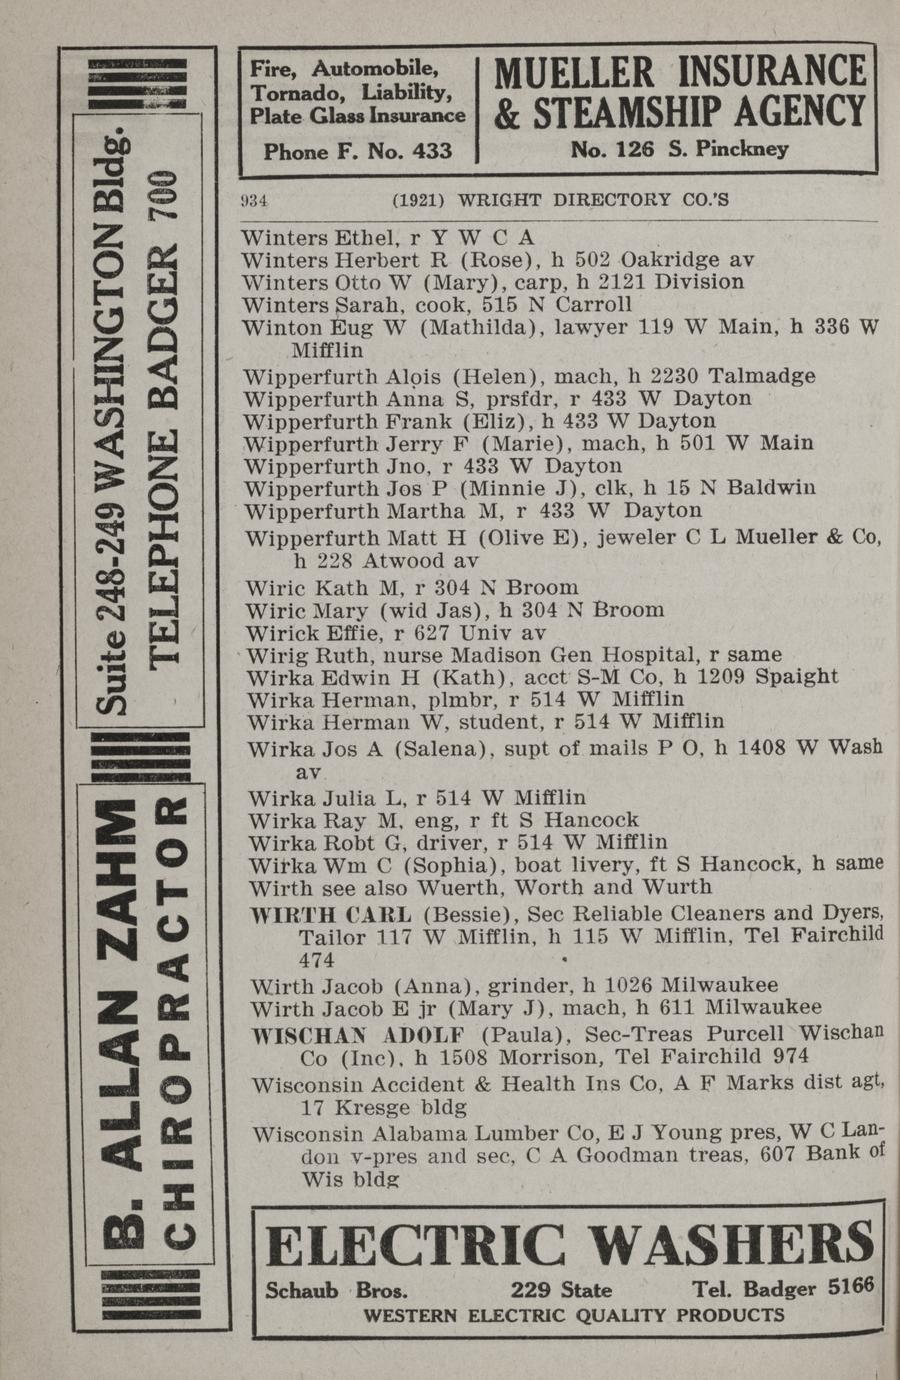 Fire, Automobile,
Tornado, Liability,
Plate Glass Insurance
Phone F. No. 433
MUELLER INSURANCE
& STEAMSHIP AGENCY
No. 126 S. Pinckney
934 (1921) WRIGHT DIRECTORY CO.'S
Winters Ethel, r Y W C A
Winters Herbert R (Rose), h 502 Oakridge av
Winters Otto W (Mary), carp, h 2121 Division
Winters Sarah, cook, 515 N Carroll
Winton Eug W (Mathilda), lawyer 119 W Main, h 336 W
Mifflin
Wipperfurth Alois (Helen), mach, h 2230 Talmadge
Wipperfurth Anna S, prsfdr, r 433 W Dayton
Wipperfurth Frank (Eliz), h 433 W Dayton
Wipperfurth Jerry F (Marie), mach, h 501 W Main
Wipperfurth Jno, r 433 W Dayton
Wipperfurth Jos P (Minnie J), clk, h 15 N Baldwin
Wipperfurth Martha M, r 433 W Dayton
Wipperfurth Matt H (Olive E), jeweler C L Mueller & Co,
h 228 Atwood av
Wiric Kath M, r 304 N Broom
Wiric Mary (wid Jas), h 304 N Broom
Wirick Effie, r 627 Univ av
Wirig Ruth, nurse Madison Gen Hospital, r same
Wirka Edwin H (Kath), acct S-M Co, h 1209 Spaight
Wirka Herman, plmbr, r 514 W Mifflin
Wirka Herman W, student, r 514 W Mifflin
Wirka Jos A (Salena), supt of mails P O, h 1408 W Wash
av
Wirka Julia L, r 514 W Mifflin
Wirka Ray M, eng, r ft S Hancock
Wirka Robt G, driver, r 514 W Mifflin
Wirka Wm C (Sophia), boat livery, ft S Hancock, h same
Wirth see also Wuerth, Worth and Wurth
WIRTH CARL (Bessie), Sec Reliable Cleaners and Dyers,
Tailor 117 W Mifflin, h 115 W Mifflin, Tel Fairchild
474
Wirth Jacob (Anna), grinder, h 1026 Milwaukee
Wirth Jacob E jr (Mary J), mach, h 611 Milwaukee
WISCHAN ADOLF (Paula), Sec-Treas Purcell Wischan
Co (Inc), h 1508 Morrison, Tel Fairchild 974
Wisconsin Accident & Health Ins Co, A F Marks dist agt,
17 Kresge bldg
Wisconsin Alabama Lumber Co, E J Young pres, W C Lan-
don v-pres and sec, C A Goodman treas, 607 Bank of
Wis bldg
ELECTRIC WASHERS
Schaub Bros. 229 State Tel. Badger 5166
WESTERN ELECTRIC QUALITY PRODUCTS
B. ALLAN ZAHM
CHIROPRACTOR
Suite 248-249 WASHINGTON Bldg.
TELEPHONE BADGER 700